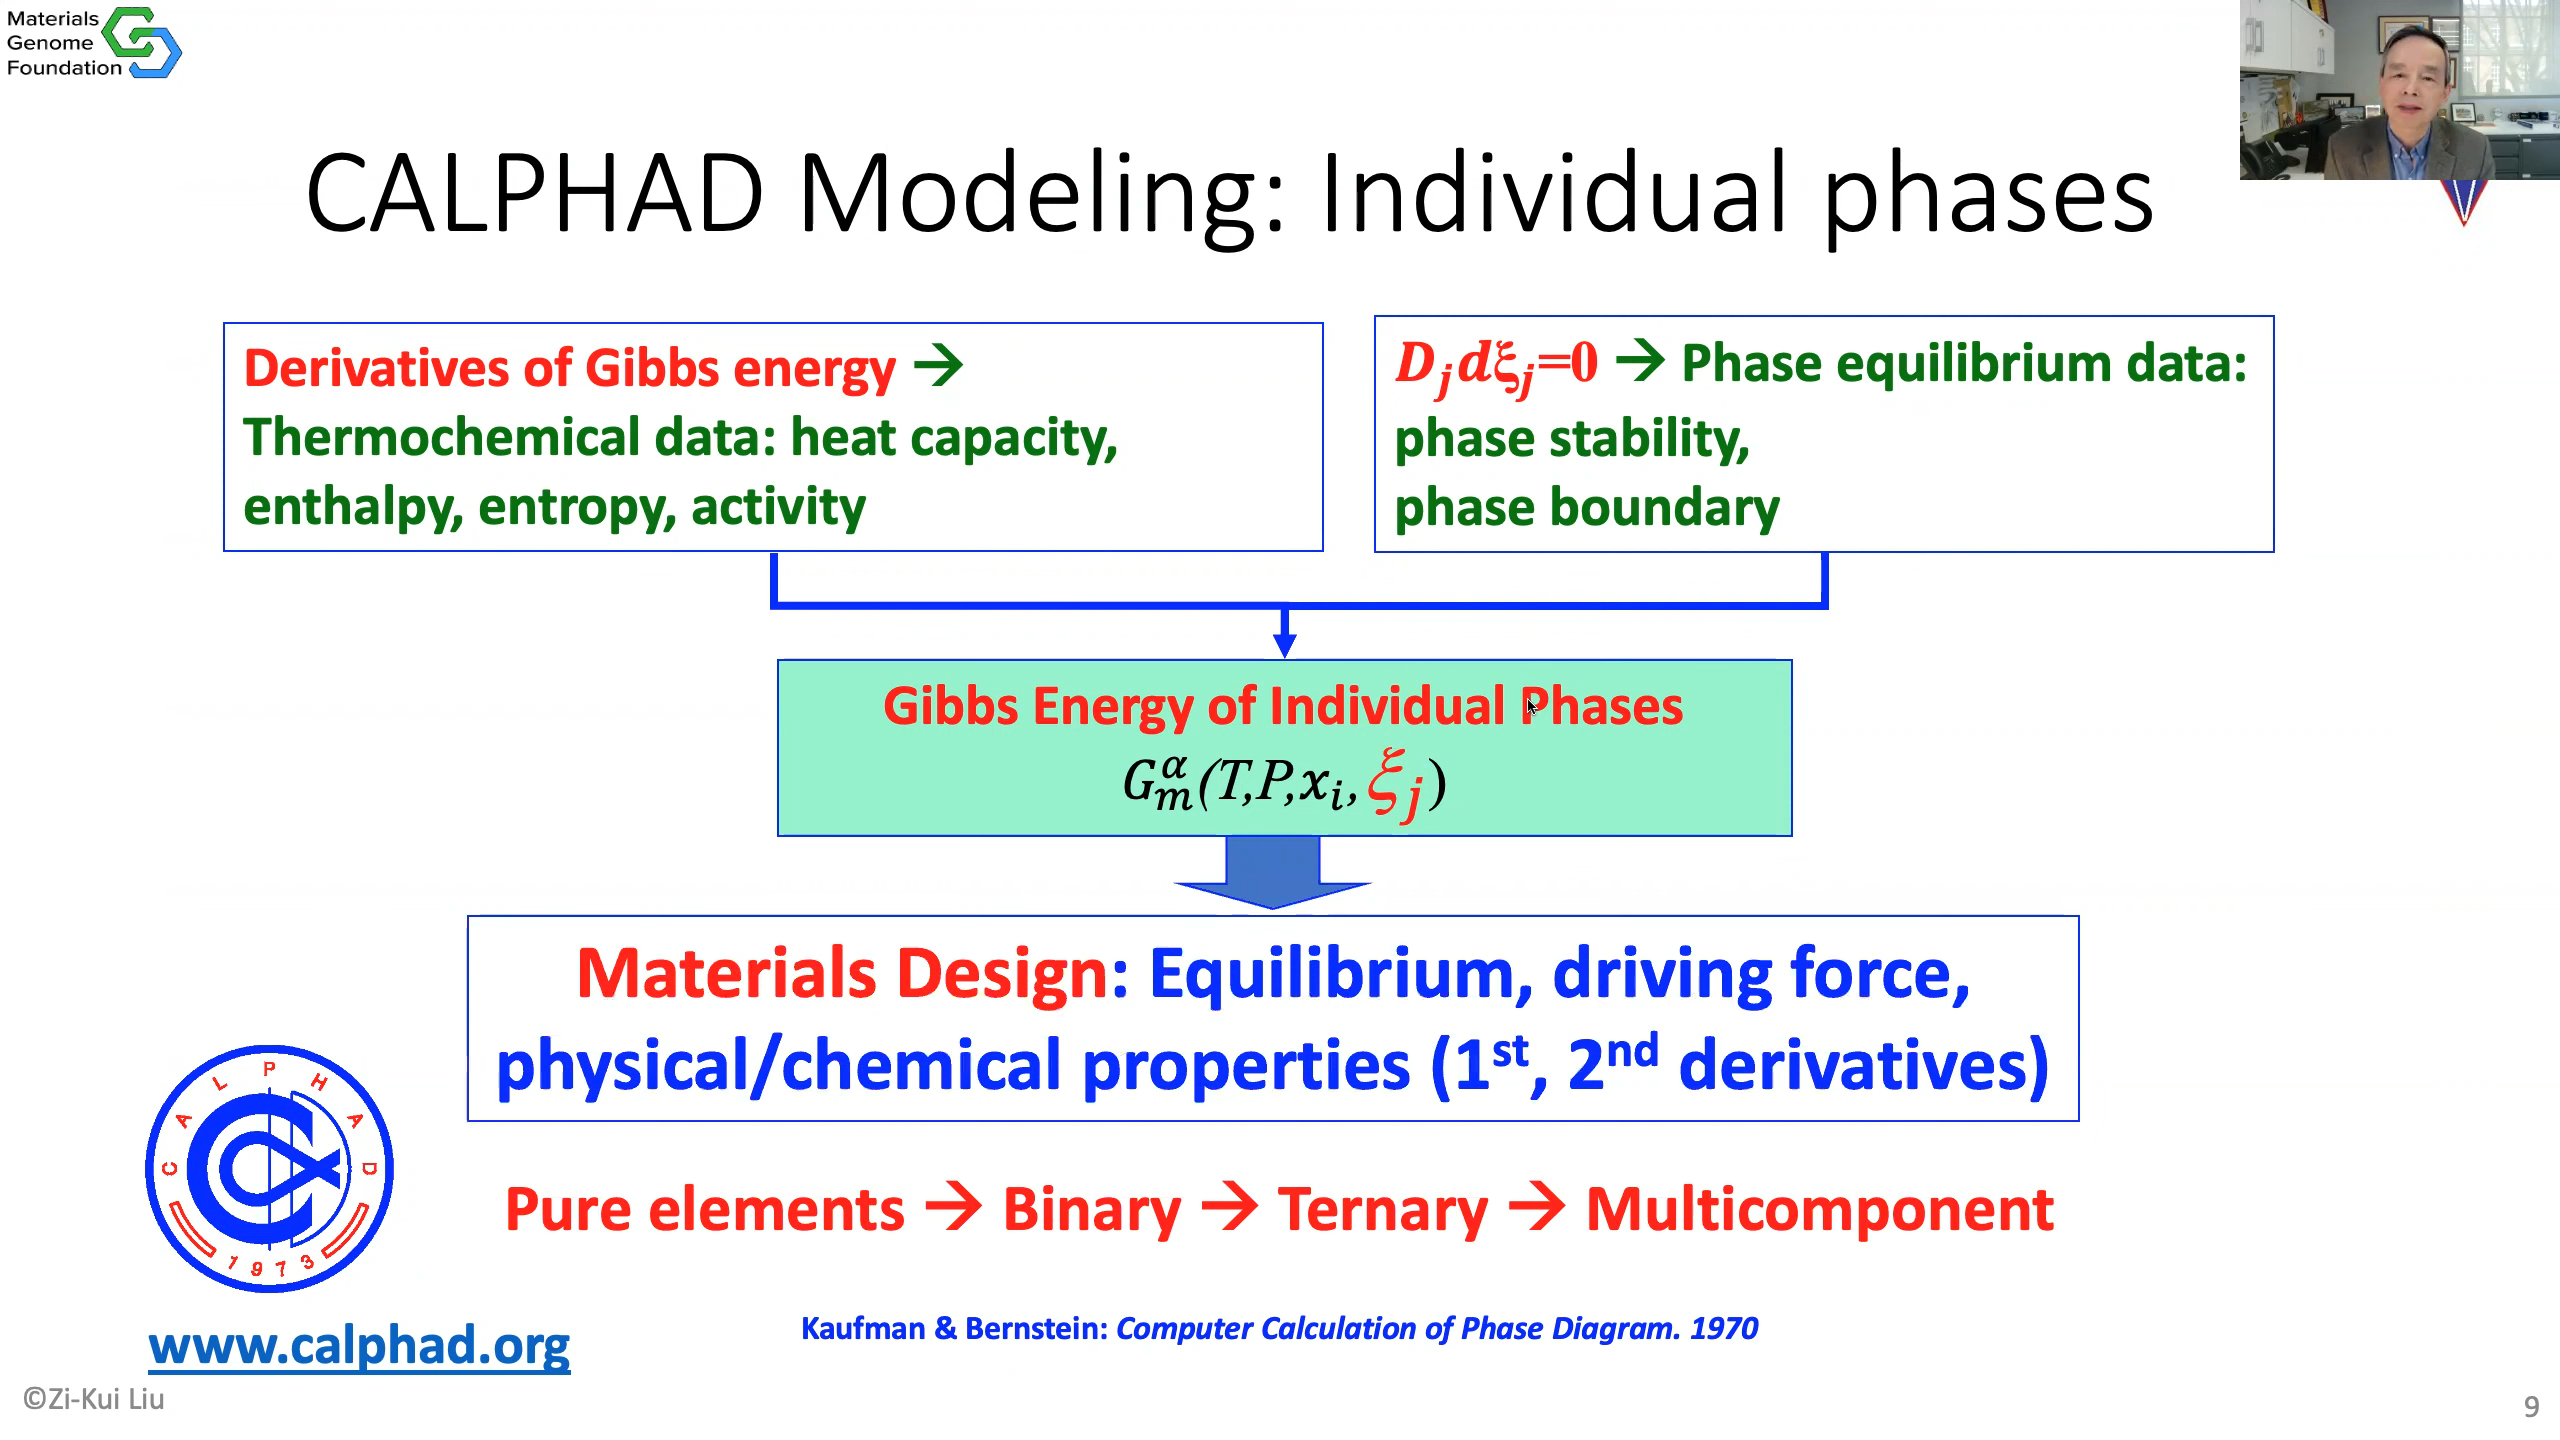 Materials
Genome
Foundation
CALPHAD Modeling: Individual phases
Derivatives of Gibbs energy →
Thermochemical data: heat capacity,
enthalpy, entropy, activity
D_j dξ_j=0 → Phase equilibrium data:
phase stability,
phase boundary
Gibbs Energy of Individual Phases
G_m^α(T,P,x_i,ξ_j)
Materials Design: Equilibrium, driving force,
physical/chemical properties (1st, 2nd derivatives)
CALPHAD
1973
Pure elements → Binary → Ternary → Multicomponent
Kaufman & Bernstein: Computer Calculation of Phase Diagram. 1970
www.calphad.org
©Zi-Kui Liu
9